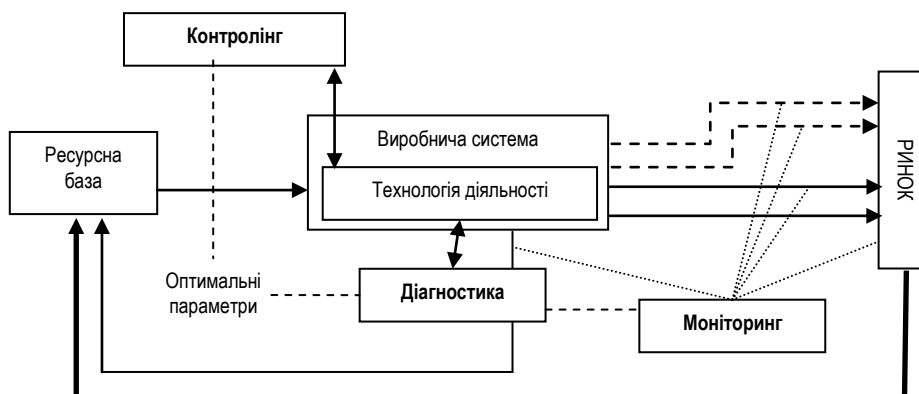 Контролінг
Виробнича система
Ресурсна
база
Технологія діяльності
РИНОК
Оптимальні
параметри
Діагностика
Моніторинг